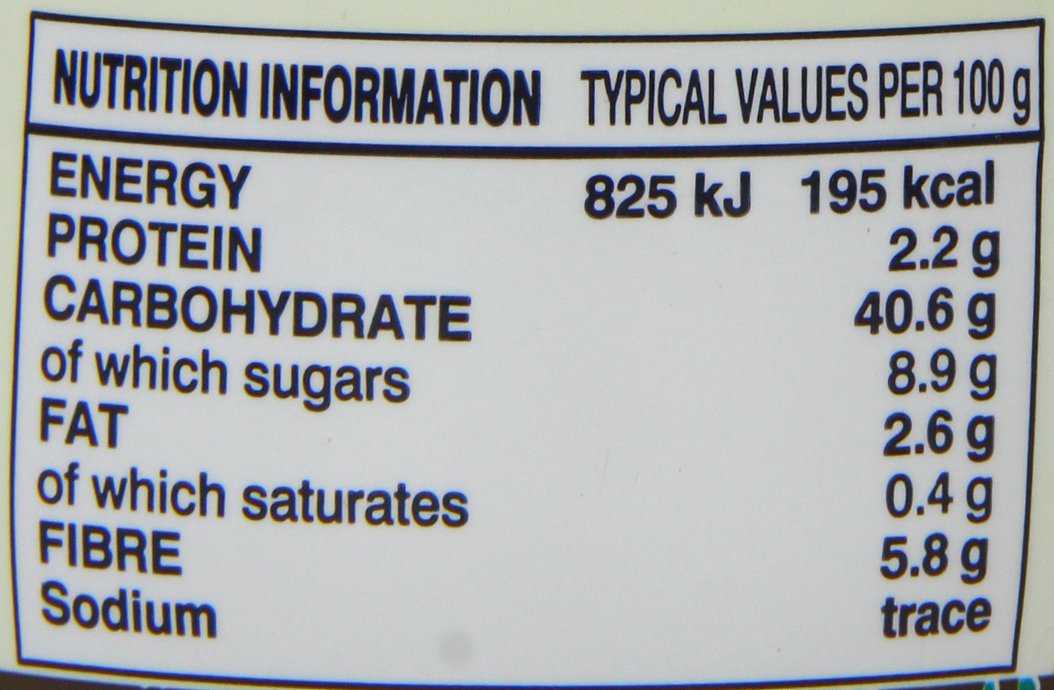 NUTRITION INFORMATION TYPICAL VALUES PER 100 g
ENERGY 825 kJ 195 kcal
PROTEIN 2.2 g
CARBOHYDRATE 40.6 g
of which sugars 8.9 g
FAT 2.6 g
of which saturates 0.4 g
FIBRE 5.8 g
Sodium trace